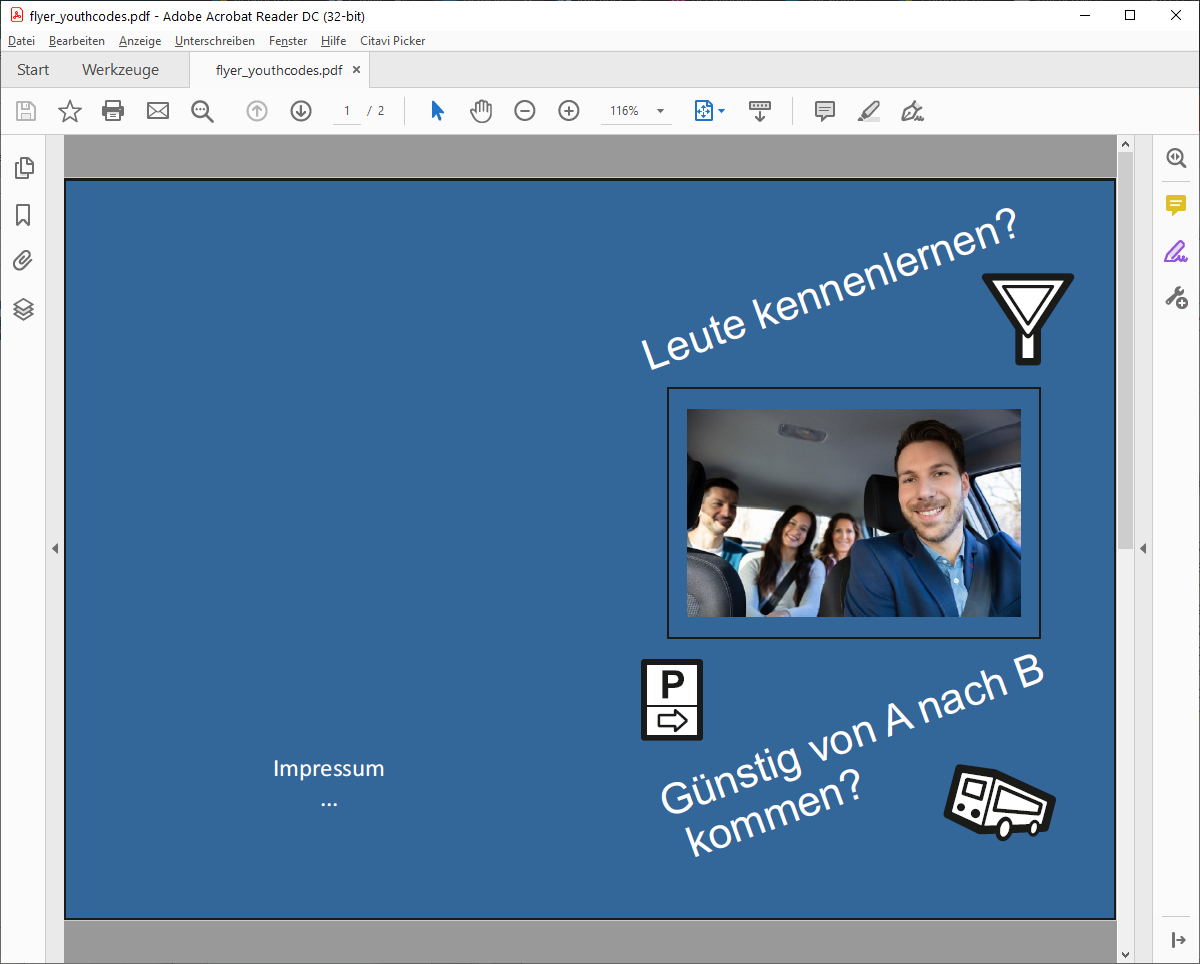 flyer_youthcodes.pdf - Adobe Acrobat Reader DC (32-bit)
Datei Bearbeiten Anzeige Unterschreiben Fenster Hilfe Citavi Picker
Start Werkzeuge flyer_youthcodes.pdf ×
1 / 2 116%
Leute kennenlernen?
P
Günstig von A nach B
kommen?
Impressum
...